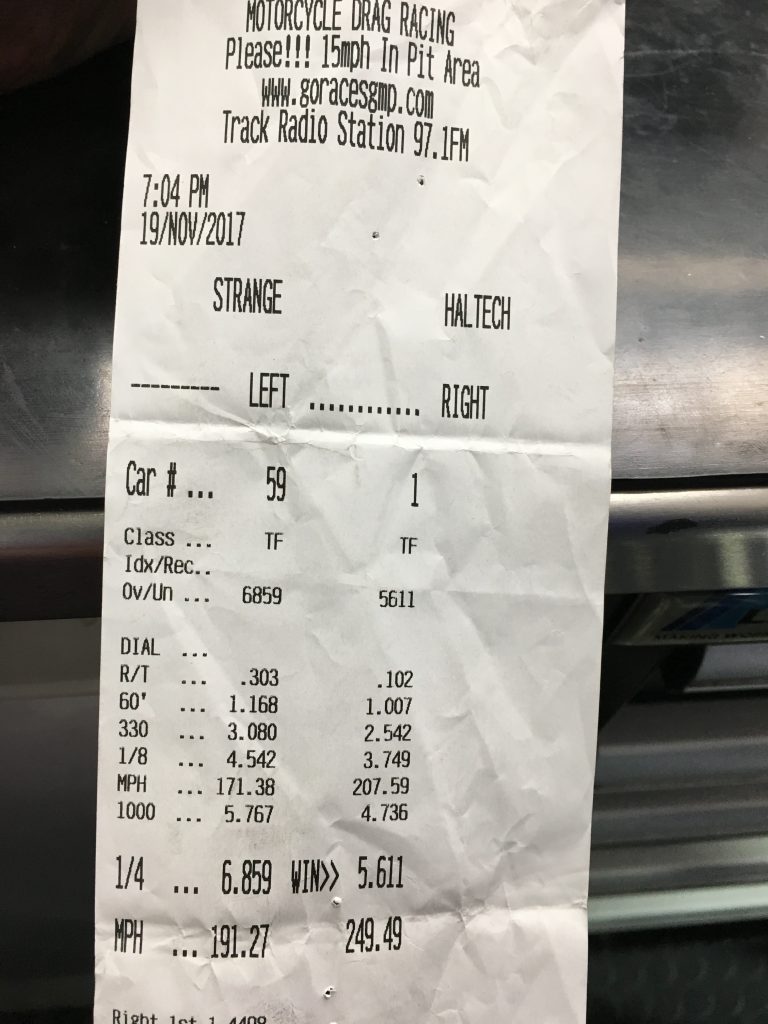 MOTORCYCLE DRAG RACING
Please!!! 15mph In Pit Area
www.goracesgmp.com
Track Radio Station 97.1FM
7:04 PM
19/NOV/2017
STRANGE HALTECH
--------- LEFT ............ RIGHT
Car # ... 59 1
Class ... TF TF
Idx/Rec..
Ov/Un ... 6859 5611
DIAL ...
R/T ... .303 .102
60' ... 1.168 1.007
330 ... 3.080 2.542
1/8 ... 4.542 3.749
MPH ... 171.38 207.59
1000 ... 5.767 4.736
1/4 ... 6.859 WIN>> 5.611
MPH ... 191.27 249.49
Right 1st 1.4498